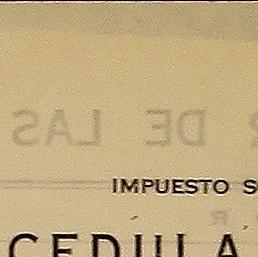 R DE LAS
IMPUESTO S
CEDULA